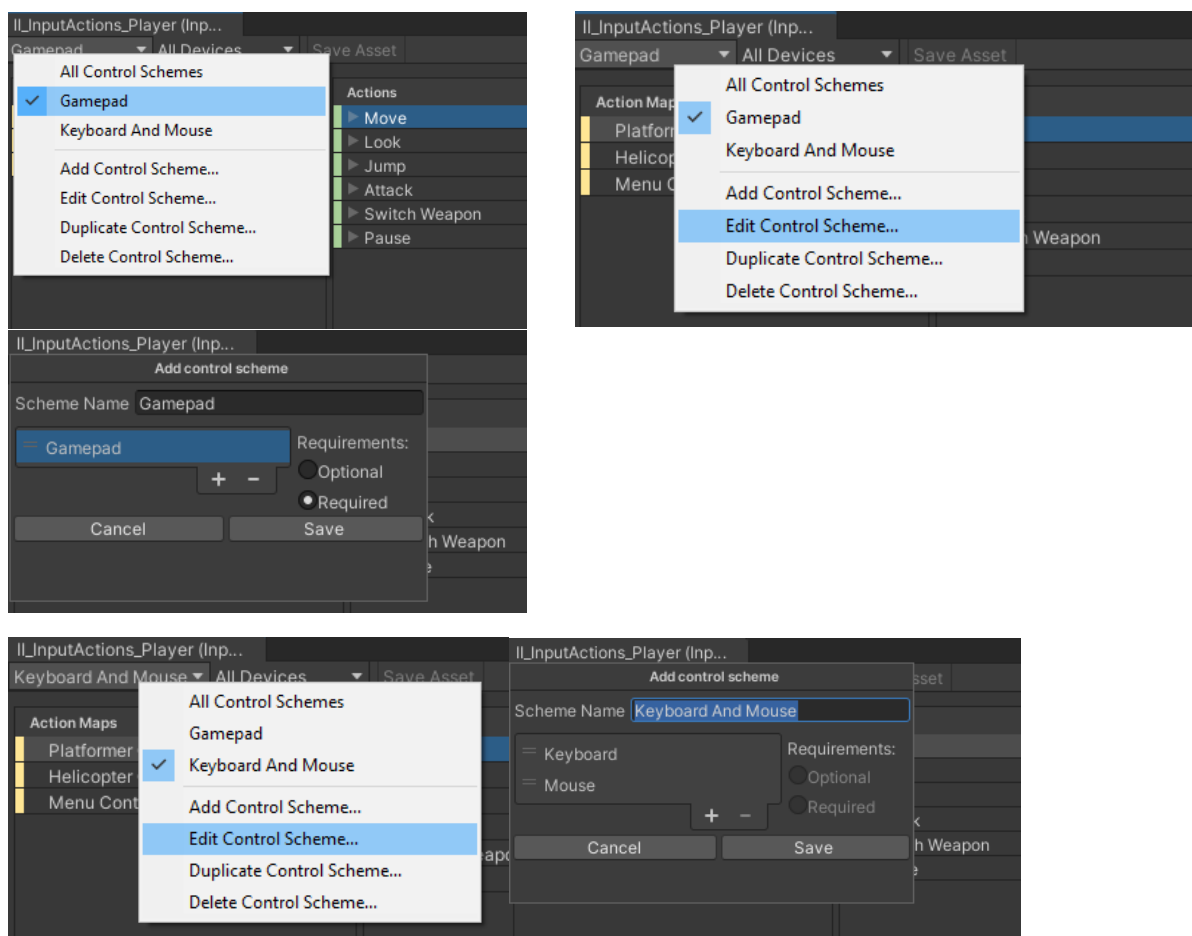 II_InputActions_Player (Inp...
Gamepad All Devices Save Asset
All Control Schemes
Gamepad
Keyboard And Mouse
Add Control Scheme...
Edit Control Scheme...
Duplicate Control Scheme...
Delete Control Scheme...
Actions
Move
Look
Jump
Attack
Switch Weapon
Pause
II_InputActions_Player (Inp...
Gamepad All Devices Save Asset
Action Map
Platforr
Helicop
Menu C
All Control Schemes
Gamepad
Keyboard And Mouse
Add Control Scheme...
Edit Control Scheme...
Duplicate Control Scheme...
Delete Control Scheme...
h Weapon
II_InputActions_Player (Inp...
Add control scheme
Scheme Name Gamepad
Gamepad
Requirements:
Optional
Required
+ −
Cancel Save
k
h Weapon
e
II_InputActions_Player (Inp...
Keyboard And Mouse All Devices Save Asset
Action Maps
Platformer
Helicopter
Menu Cont
All Control Schemes
Gamepad
Keyboard And Mouse
Add Control Scheme...
Edit Control Scheme...
Duplicate Control Scheme...
Delete Control Scheme...
eapo
II_InputActions_Player (Inp...
Add control scheme
sset
Scheme Name Keyboard And Mouse
Keyboard
Mouse
Requirements:
Optional
Required
+ −
Cancel Save
k
h Weapon
e